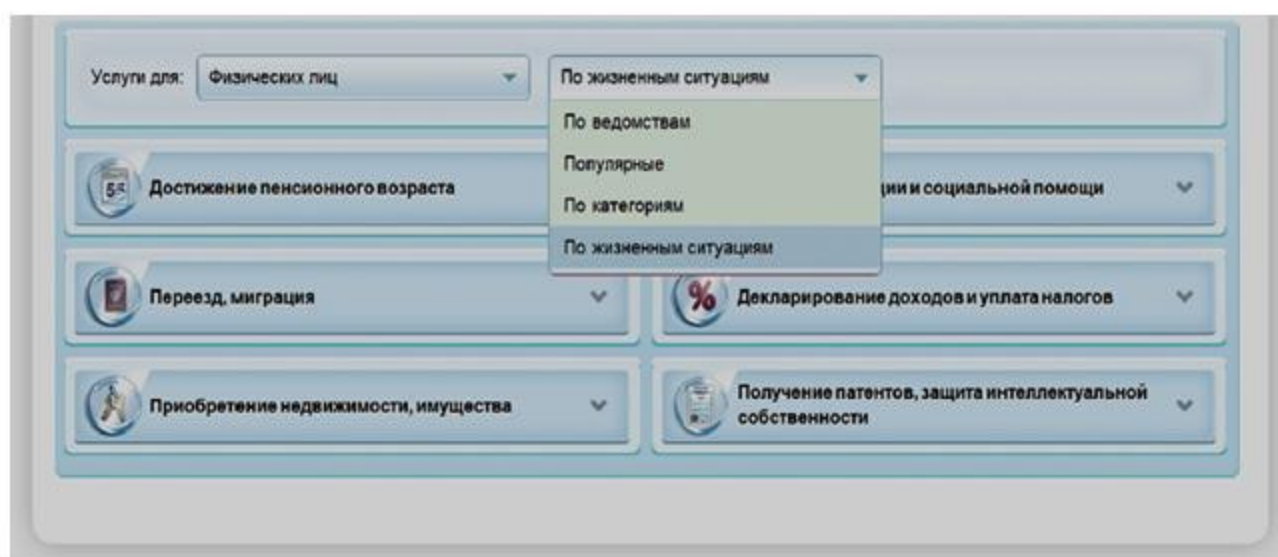 Услуги для: Физических лиц По жизненным ситуациям
По ведомствам
Популярные
По категориям
По жизненным ситуациям
Достижение пенсионного возраста
и социальной помощи
Переезд, миграция
Декларирование доходов и уплата налогов
Приобретение недвижимости, имущества
Получение патентов, защита интеллектуальной
собственности